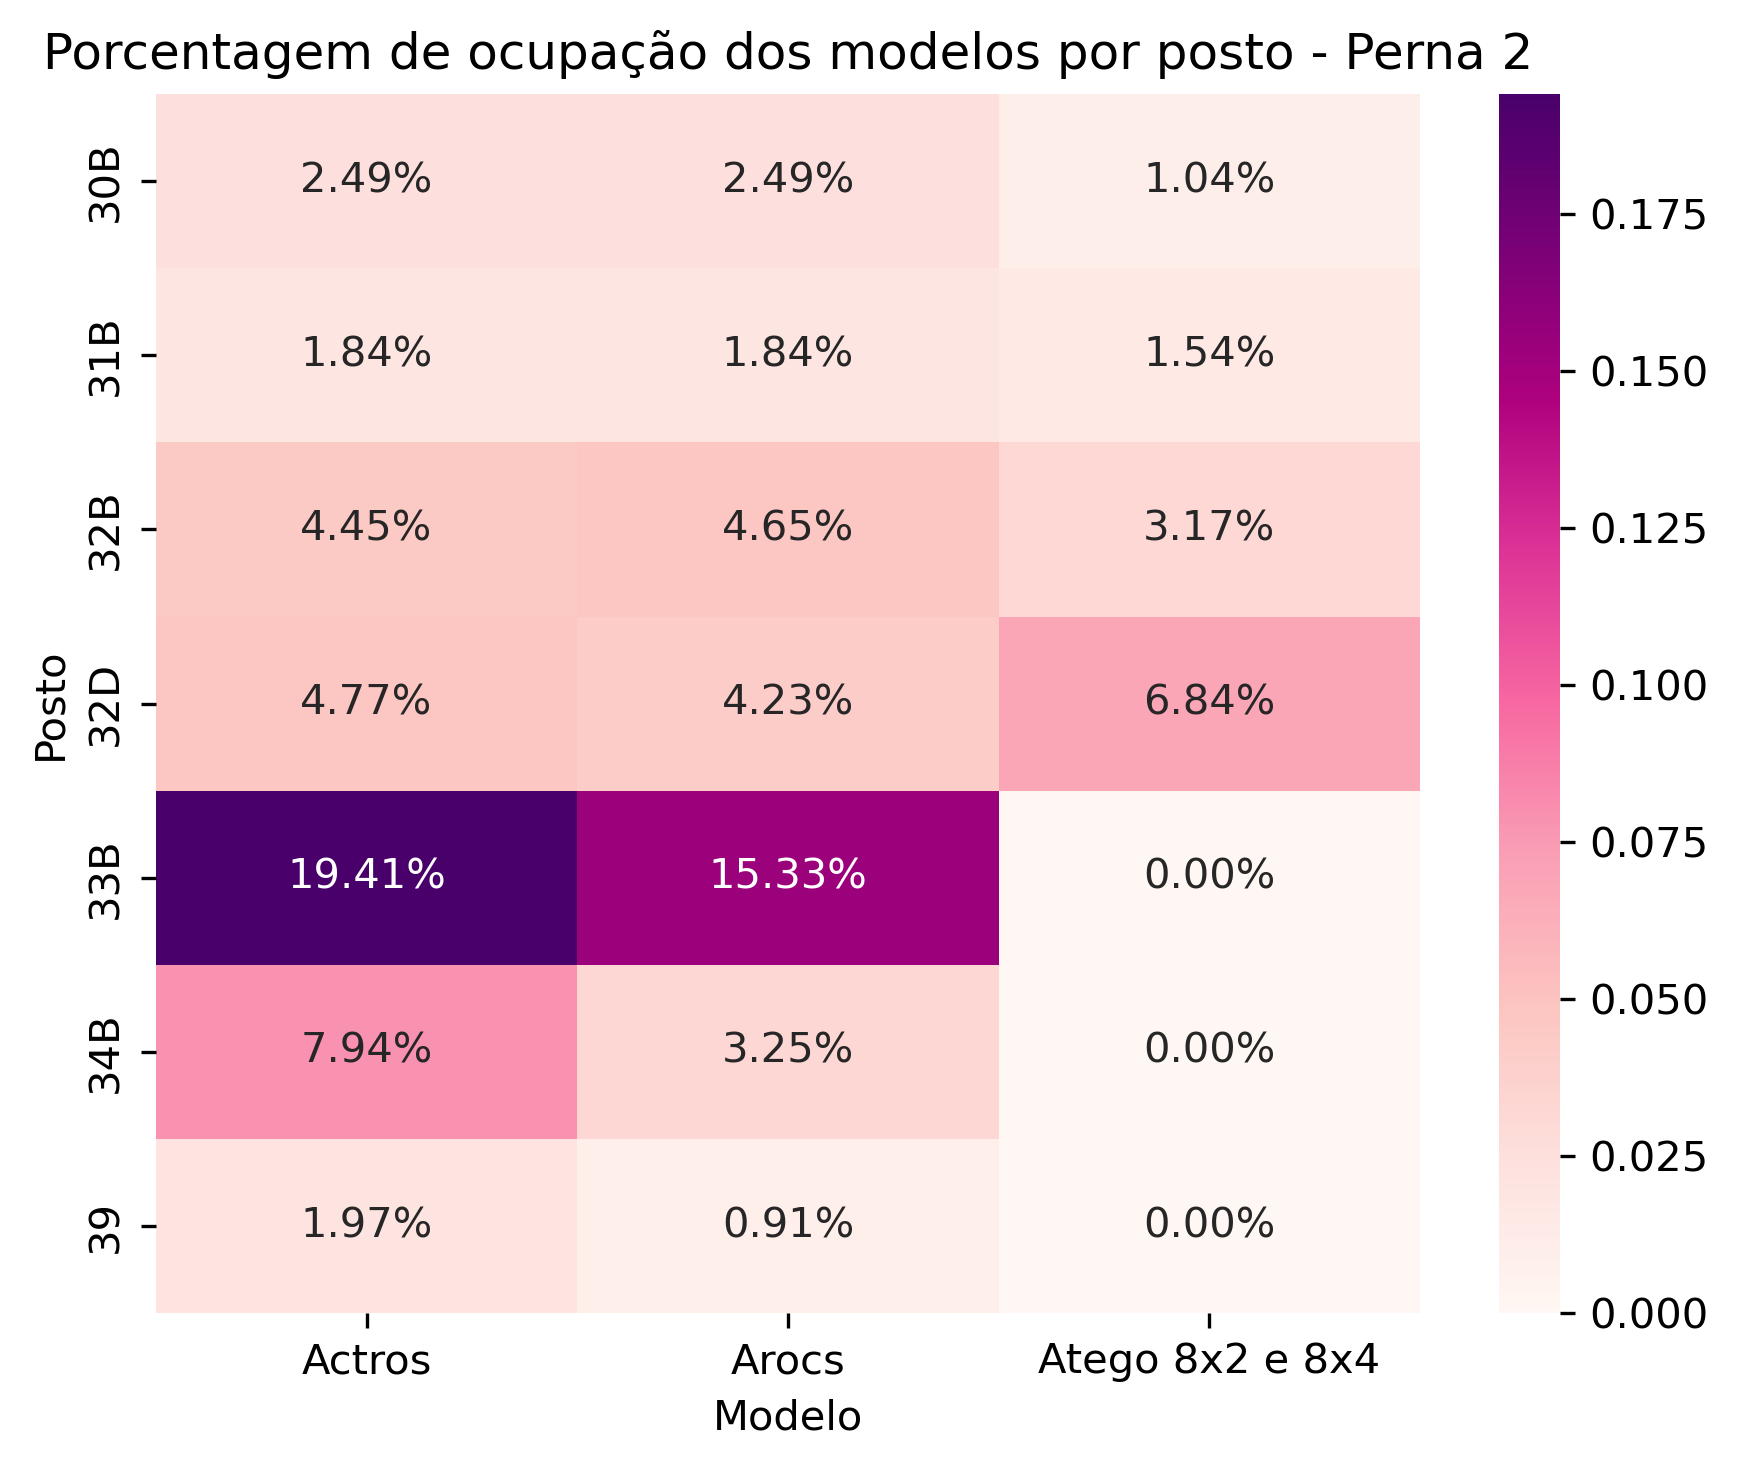 Porcentagem de ocupação dos modelos por posto - Perna 2
30B 2.49% 2.49% 1.04%
31B 1.84% 1.84% 1.54%
32B 4.45% 4.65% 3.17%
32D 4.77% 4.23% 6.84%
33B 19.41% 15.33% 0.00%
34B 7.94% 3.25% 0.00%
39 1.97% 0.91% 0.00%
Posto
Actros Arocs Atego 8x2 e 8x4
Modelo
0.175
0.150
0.125
0.100
0.075
0.050
0.025
0.000